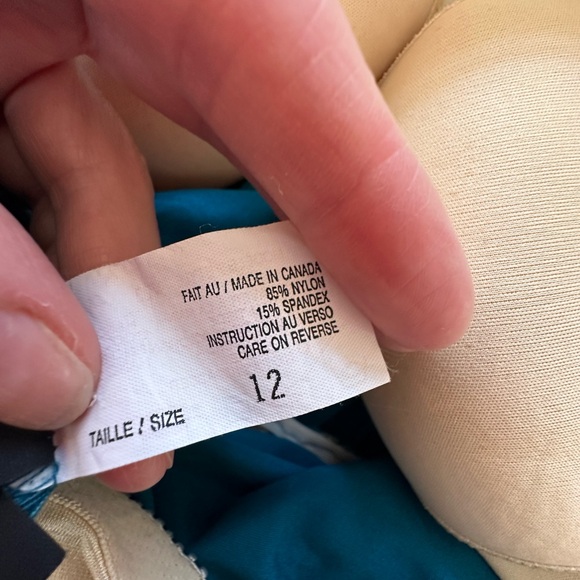 FAIT AU / MADE IN CANADA
85% NYLON
15% SPANDEX
INSTRUCTION AU VERSO
CARE ON REVERSE
12
TAILLE / SIZE